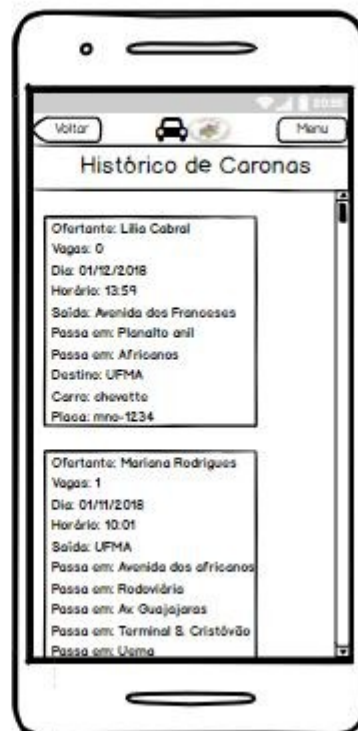 Voltar
Menu
Histórico de Caronas
Ofertante: Lilia Cabral
Vagas: 0
Dia: 01/12/2018
Horário: 13:59
Saída: Avenida dos Franceses
Passa em: Planalto anil
Passa em: Africanos
Destino: UFMA
Carro: chevette
Placa: mno-1234
Ofertante: Mariana Rodrigues
Vagas: 1
Dia: 01/11/2018
Horário: 10:01
Saída: UFMA
Passa em: Avenida dos africanos
Passa em: Rodoviária
Passa em: Av. Guajajaras
Passa em: Terminal S. Cristóvão
Passa em: Uema